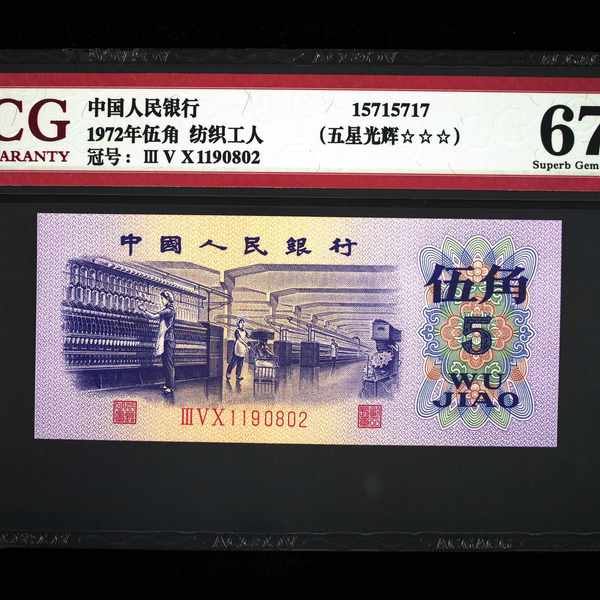 CG
ARANTY
中国人民银行
1972年伍角 纺织工人
冠号：ⅢⅤⅩ1190802
15715717
（五星光辉☆☆☆）
67
Superb Gem
中國人民銀行
伍角
5
WU
JIAO
ⅢⅤⅩ1190802